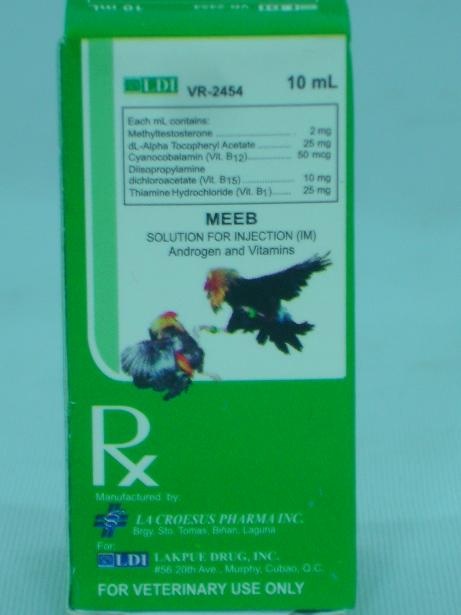 LDI VR-2454 10 mL
Each mL contains:
Methyltestosterone ................. 2 mg
dL-Alpha Tocopheryl Acetate .......... 25 mg
Cyanocobalamin (Vit. B12)............. 50 mcg
Diisopropylamine
dichloroacetate (Vit. B15) ............ 10 mg
Thiamine Hydrochloride (Vit. B1)....... 25 mg
MEEB
SOLUTION FOR INJECTION (IM)
Androgen and Vitamins
Rx
Manufactured by:
LA CROESUS PHARMA INC.
Brgy. Sto. Tomas, Biñan, Laguna
For:
LDI LAKPUE DRUG, INC.
#56 20th Ave., Murphy, Cubao, Q.C.
FOR VETERINARY USE ONLY